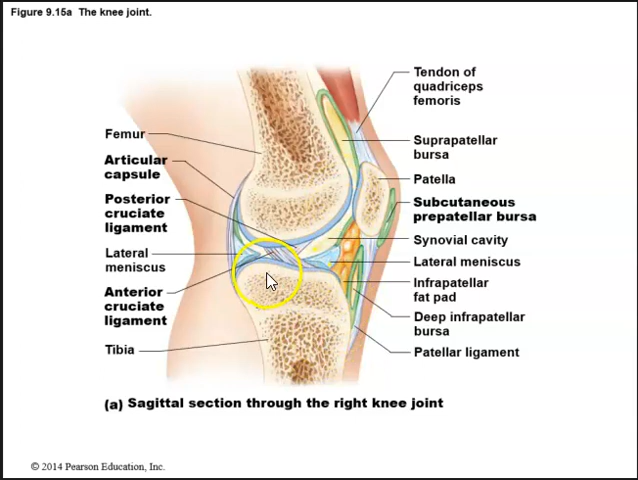 Figure 9.15a The knee joint.
Tendon of
quadriceps
femoris
Femur
Suprapatellar
bursa
Articular
capsule
Patella
Posterior
cruciate
ligament
Subcutaneous
prepatellar bursa
Synovial cavity
Lateral
meniscus
Lateral meniscus
Anterior
cruciate
ligament
Infrapatellar
fat pad
Deep infrapatellar
bursa
Tibia
Patellar ligament
(a) Sagittal section through the right knee joint
© 2014 Pearson Education, Inc.